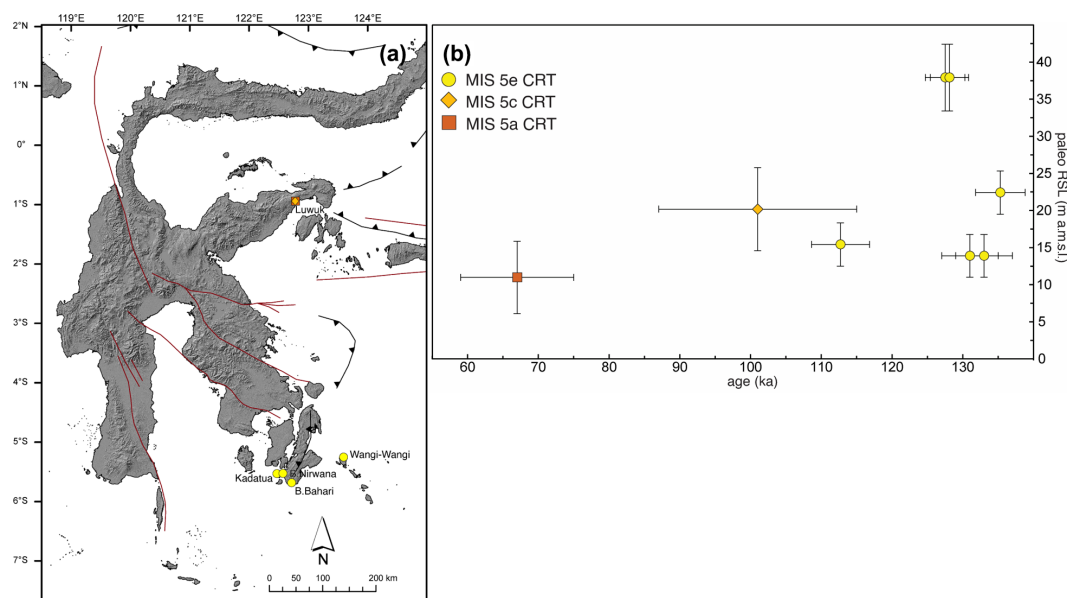 119°E 120°E 121°E 122°E 123°E 124°E
2°N
1°N
0°
1°S
2°S
3°S
4°S
5°S
6°S
7°S
(a)
Luwuk
Wangi-Wangi
Kadatua
B.Nirwana
B.Bahari
N
0 25 50 100 150 200 km
(b)
MIS 5e CRT
MIS 5c CRT
MIS 5a CRT
40
35
30
25
20
15
10
5
0
paleo RSL (m a.m.s.l.)
60 70 80 90 100 110 120 130
age (ka)